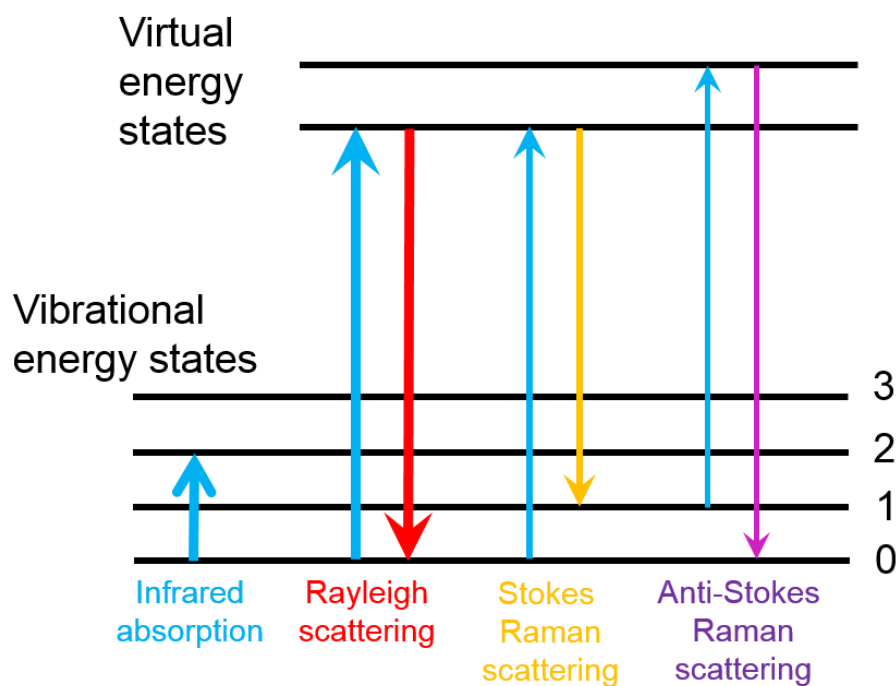 Virtual
energy
states
Vibrational
energy states
3
2
1
0
Infrared
absorption
Rayleigh
scattering
Stokes
Raman
scattering
Anti-Stokes
Raman
scattering